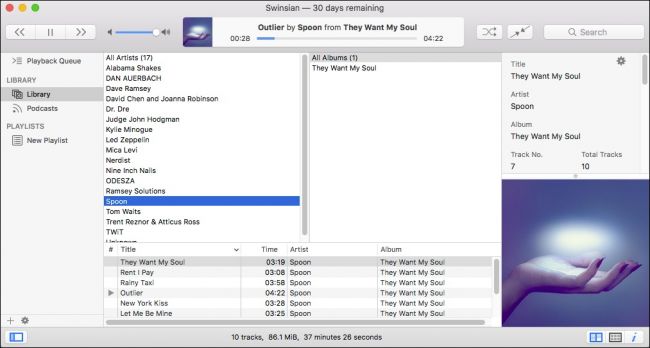 Swinsian — 30 days remaining
Outlier by Spoon from They Want My Soul
00:28
04:22
Search
Playback Queue
LIBRARY
Library
Podcasts
PLAYLISTS
New Playlist
All Artists (17)
Alabama Shakes
DAN AUERBACH
Dave Ramsey
David Chen and Joanna Robinson
Dr. Dre
Judge John Hodgman
Kylie Minogue
Led Zeppelin
Mica Levi
Nerdist
Nine Inch Nails
ODESZA
Ramsey Solutions
Spoon
Tom Waits
Trent Reznor & Atticus Ross
TWiT
Unknown
All Albums (1)
They Want My Soul
Title
They Want My Soul
Artist
Spoon
Album
They Want My Soul
Track No. Total Tracks
7 10
# Title Time Artist Album
They Want My Soul 03:19 Spoon They Want My Soul
Rent I Pay 03:08 Spoon They Want My Soul
Rainy Taxi 03:58 Spoon They Want My Soul
Outlier 04:22 Spoon They Want My Soul
New York Kiss 03:28 Spoon They Want My Soul
Let Me Be Mine 03:25 Spoon They Want My Soul
10 tracks, 86.1 MiB, 37 minutes 26 seconds